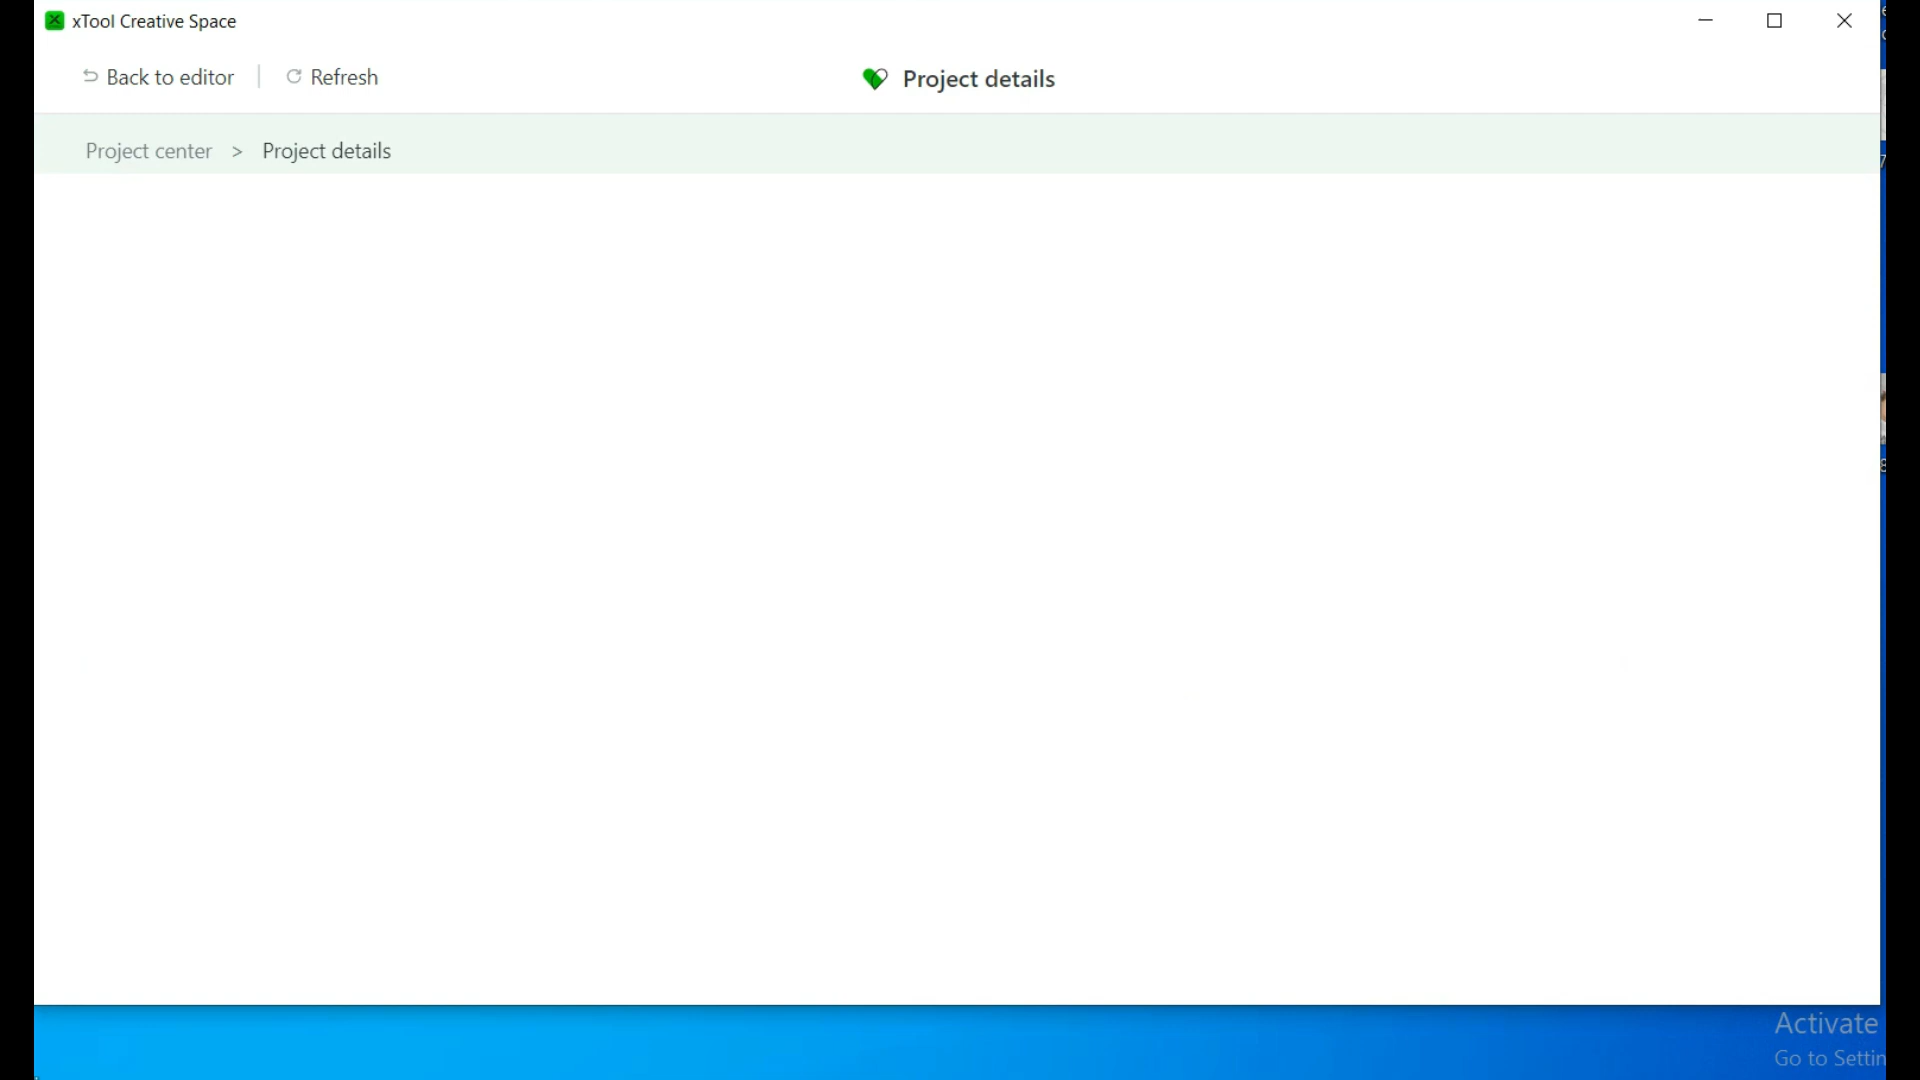 xTool Creative Space
Back to editor | Refresh
Project details
Project center > Project details
Activate
Go to Settin